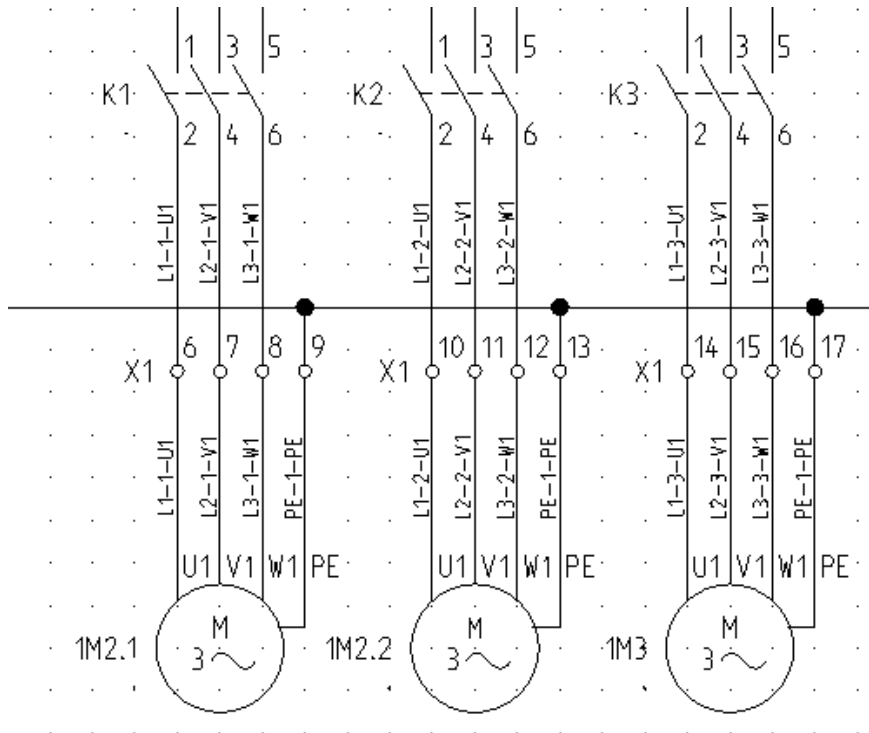 1 3 5 1 3 5 1 3 5
K1 K2 K3
2 4 6 2 4 6 2 4 6
L1-1-U1 L2-1-V1 L3-1-W1 L1-2-U1 L2-2-V1 L3-2-W1 L1-3-U1 L2-3-V1 L3-3-W1
6 7 8 9 10 11 12 13 14 15 16 17
X1 X1 X1
L1-1-U1 L2-1-V1 L3-1-W1 PE-1-PE L1-2-U1 L2-2-V1 L3-2-W1 PE-1-PE L1-3-U1 L2-3-V1 L3-3-W1 PE-1-PE
U1 V1 W1 PE U1 V1 W1 PE U1 V1 W1 PE
M M M
1M2.1 1M2.2 1M3
3 3 3